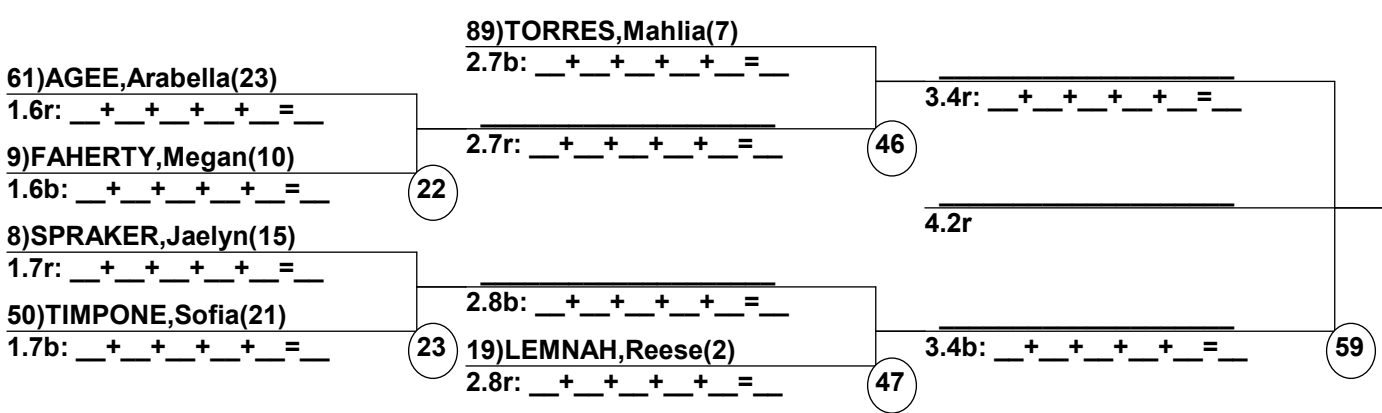 89)TORRES,Mahlia(7)
2.7b: __+__+__+__+__=__
61)AGEE,Arabella(23)
1.6r: __+__+__+__+__=__
3.4r: __+__+__+__+__=__
2.7r: __+__+__+__+__=__
46
9)FAHERTY,Megan(10)
1.6b: __+__+__+__+__=__
22
4.2r
8)SPRAKER,Jaelyn(15)
1.7r: __+__+__+__+__=__
2.8b: __+__+__+__+__=__
50)TIMPONE,Sofia(21)
1.7b: __+__+__+__+__=__
23
19)LEMNAH,Reese(2)
2.8r: __+__+__+__+__=__
47
3.4b: __+__+__+__+__=__
59